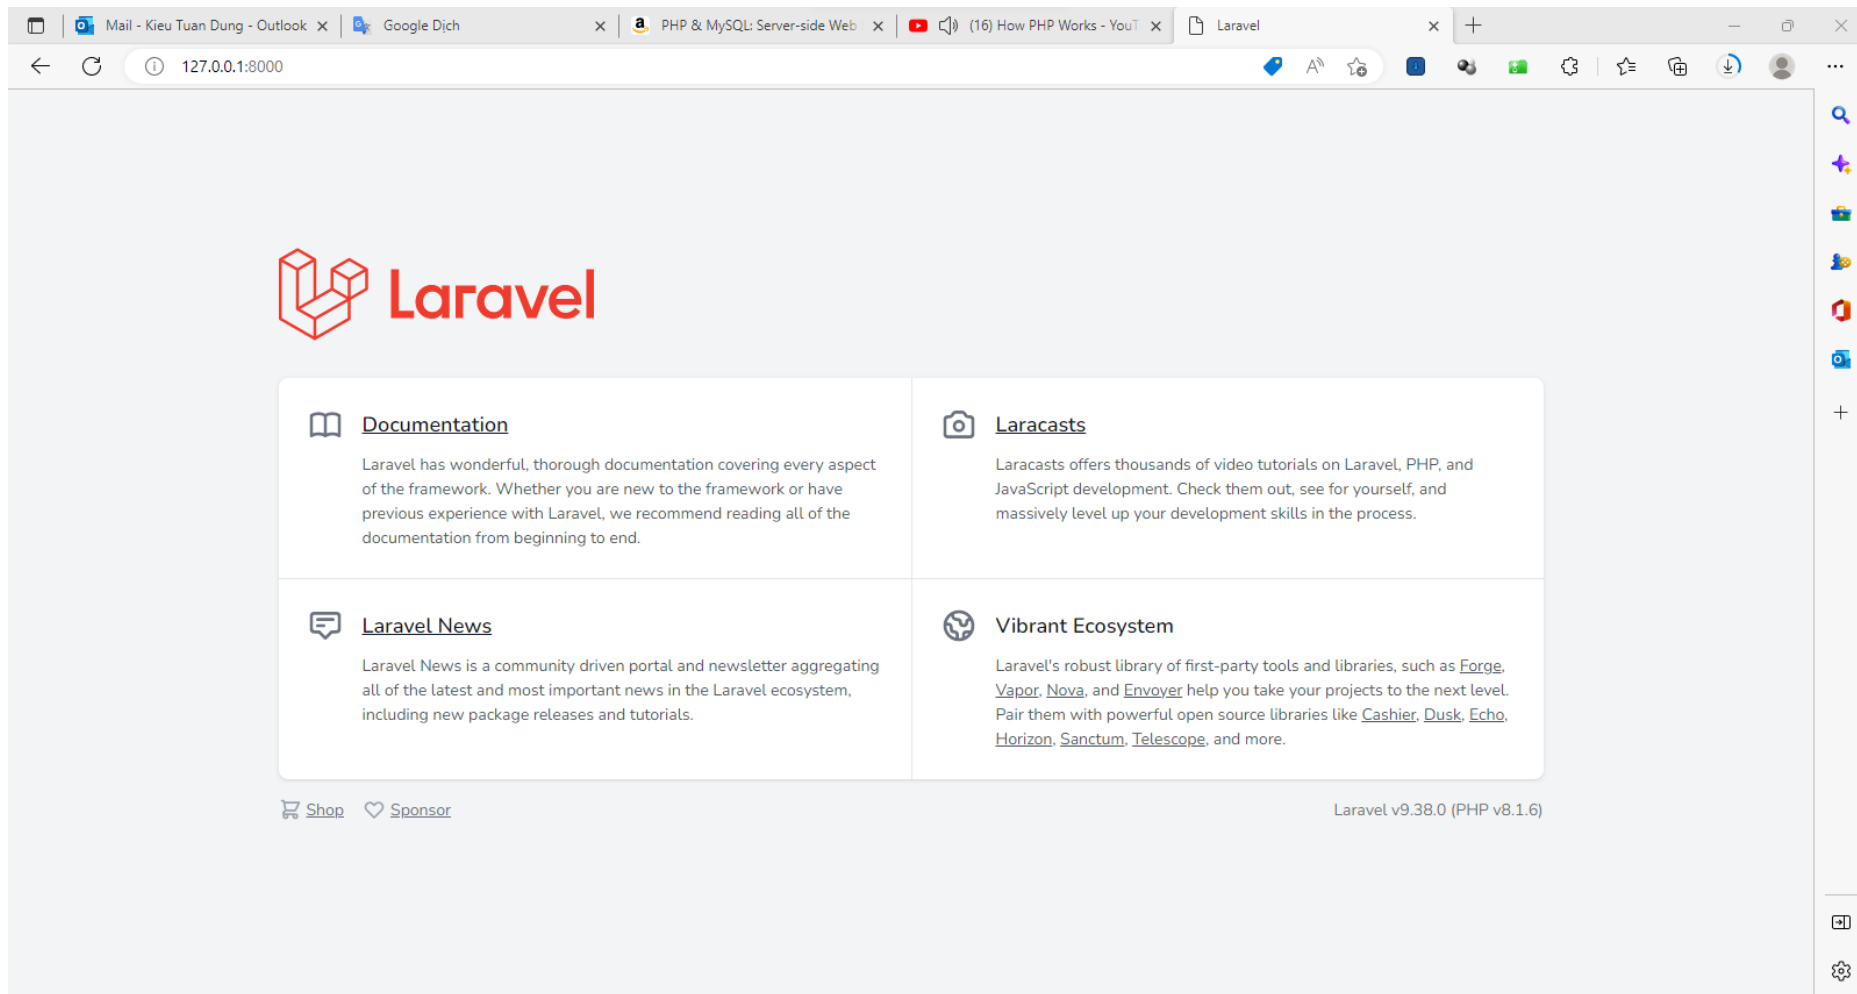 Mail - Kieu Tuan Dung - Outlook
Google Dịch
PHP & MySQL: Server-side Web
(16) How PHP Works - YouT
Laravel
127.0.0.1:8000
Laravel
Documentation
Laravel has wonderful, thorough documentation covering every aspect
of the framework. Whether you are new to the framework or have
previous experience with Laravel, we recommend reading all of the
documentation from beginning to end.
Laracasts
Laracasts offers thousands of video tutorials on Laravel, PHP, and
JavaScript development. Check them out, see for yourself, and
massively level up your development skills in the process.
Laravel News
Laravel News is a community driven portal and newsletter aggregating
all of the latest and most important news in the Laravel ecosystem,
including new package releases and tutorials.
Vibrant Ecosystem
Laravel's robust library of first-party tools and libraries, such as Forge,
Vapor, Nova, and Envoyer help you take your projects to the next level.
Pair them with powerful open source libraries like Cashier, Dusk, Echo,
Horizon, Sanctum, Telescope, and more.
Shop
Sponsor
Laravel v9.38.0 (PHP v8.1.6)